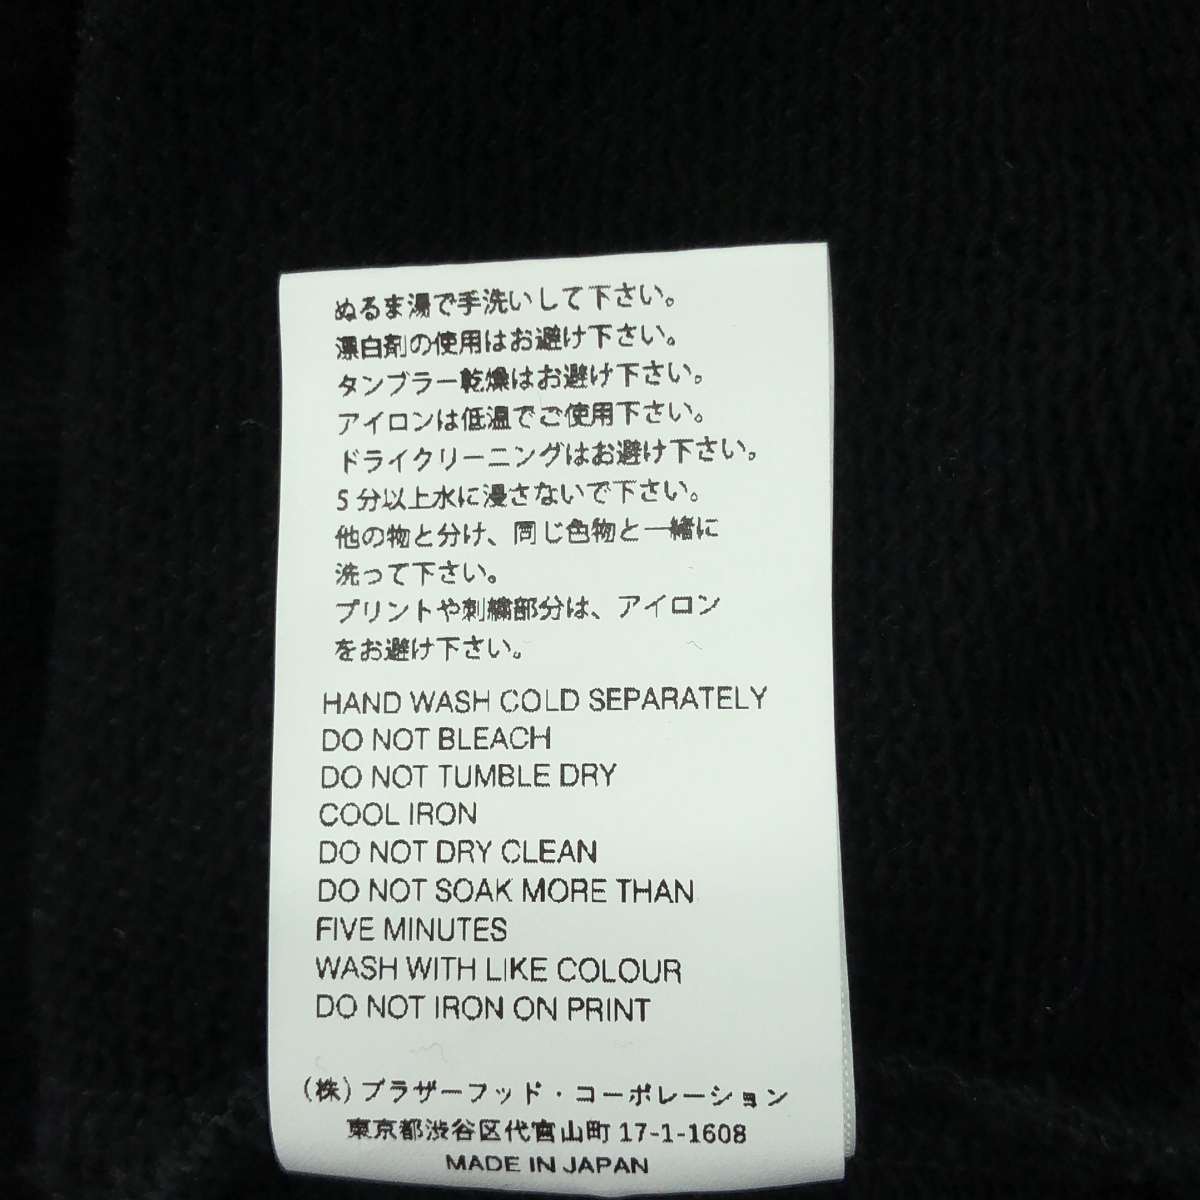 ぬるま湯で手洗いして下さい。
漂白剤の使用はお避け下さい。
タンブラー乾燥はお避け下さい。
アイロンは低温でご使用下さい。
ドライクリーニングはお避け下さい。
5分以上水に浸さないで下さい。
他の物と分け、同じ色物と一緒に
洗って下さい。
プリントや刺繍部分は、アイロン
をお避け下さい。
HAND WASH COLD SEPARATELY
DO NOT BLEACH
DO NOT TUMBLE DRY
COOL IRON
DO NOT DRY CLEAN
DO NOT SOAK MORE THAN
FIVE MINUTES
WASH WITH LIKE COLOUR
DO NOT IRON ON PRINT
(株)ブラザーフッド・コーポレーション
東京都渋谷区代官山町 17-1-1608
MADE IN JAPAN